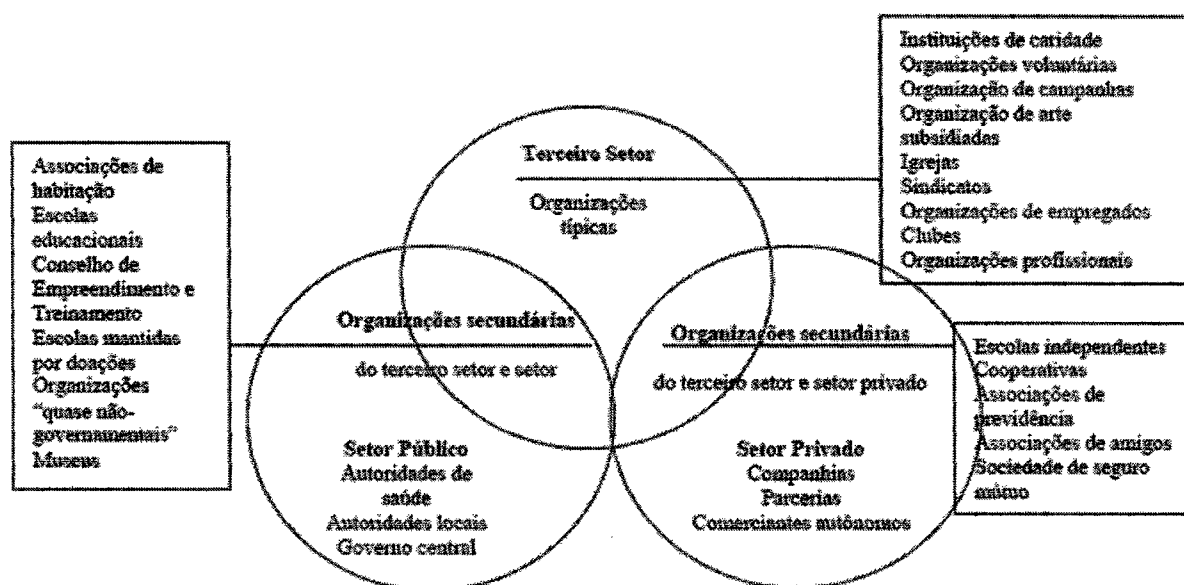 Instituições de caridade
Organizações voluntárias
Organização de campanhas
Organização de arte
subsidiadas
Igrejas
Sindicatos
Organizações de empregados
Clubes
Organizações profissionais
Terceiro Setor
Organizações
típicas
Associações de
habitação
Escolas
educacionais
Conselho de
Empreendimento e
Treinamento
Escolas mantidas
por doações
Organizações
“quase não-
governamentais”
Museus
Organizações secundárias
do terceiro setor e setor
Organizações secundárias
do terceiro setor e setor privado
Escolas independentes
Cooperativas
Associações de
previdência
Associações de amigos
Sociedade de seguro
mútuo
Setor Público
Autoridades de
saúde
Autoridades locais
Governo central
Setor Privado
Companhias
Parcerias
Comerciantes autônomos